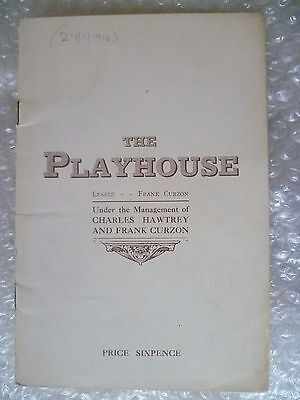 (27/1/1916)
THE
PLAYHOUSE
LESSEE - - FRANK CURZON
Under the Management of
CHARLES HAWTREY
AND FRANK CURZON
PRICE SIXPENCE